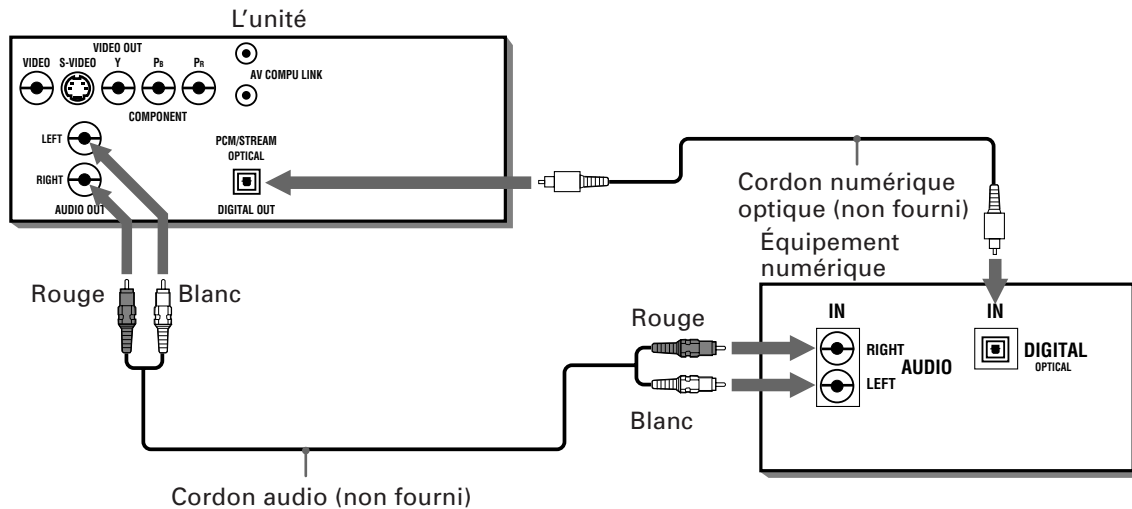 L'unité
VIDEO OUT
VIDEO S-VIDEO Y PB PR
AV COMPU LINK
COMPONENT
LEFT
PCM/STREAM
OPTICAL
RIGHT
AUDIO OUT
DIGITAL OUT
Cordon numérique
optique (non fourni)
Équipement
numérique
Rouge
Blanc
IN
IN
Rouge
RIGHT
AUDIO
LEFT
DIGITAL
OPTICAL
Blanc
Cordon audio (non fourni)